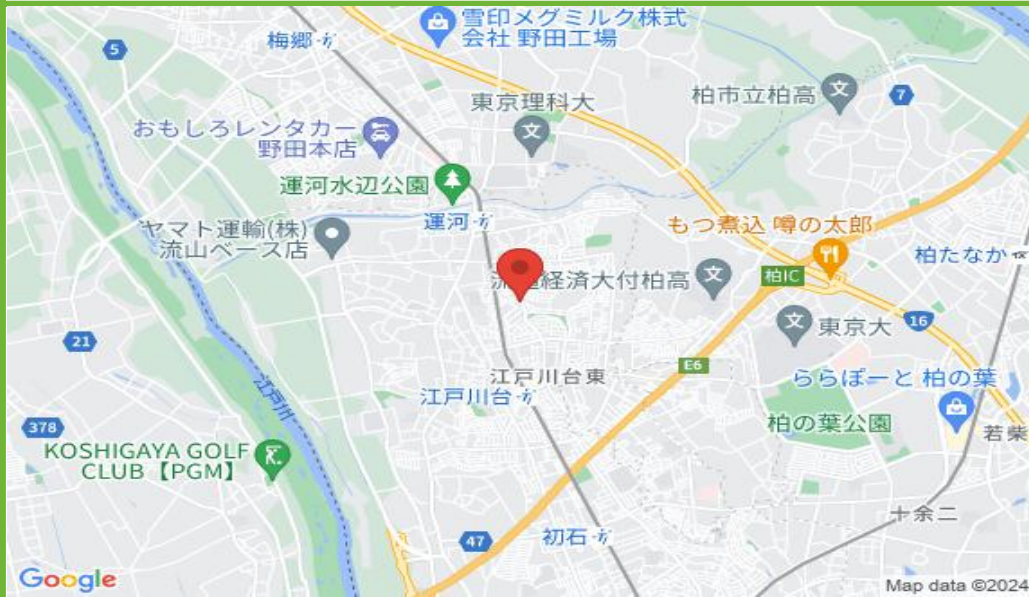 雪印メグミルク株式
会社 野田工場
梅郷
5
東京理科大
柏市立柏高
7
おもしろレンタカー
野田本店
運河水辺公園
ヤマト運輸(株)
流山ベース店
運河
もつ煮込 噂の太郎
柏たなか
経済大付柏高
柏IC
16
東京大
21
E6
江戸川台東
ららぽーと 柏の葉
江戸川
江戸川台
柏の葉公園
378
若柴
KOSHIGAYA GOLF
CLUB【PGM】
十余二
47
初石
Google
Map data ©2024